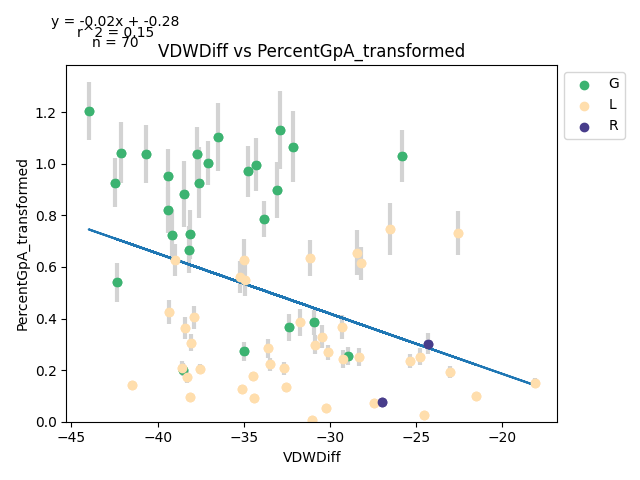 y = -0.02x + -0.28
r^2 = 0.15
n = 70
VDWDiff vs PercentGpA_transformed
G
L
R
PercentGpA_transformed
1.2
1.0
0.8
0.6
0.4
0.2
0.0
−45
−40
−35
−30
−25
−20
VDWDiff